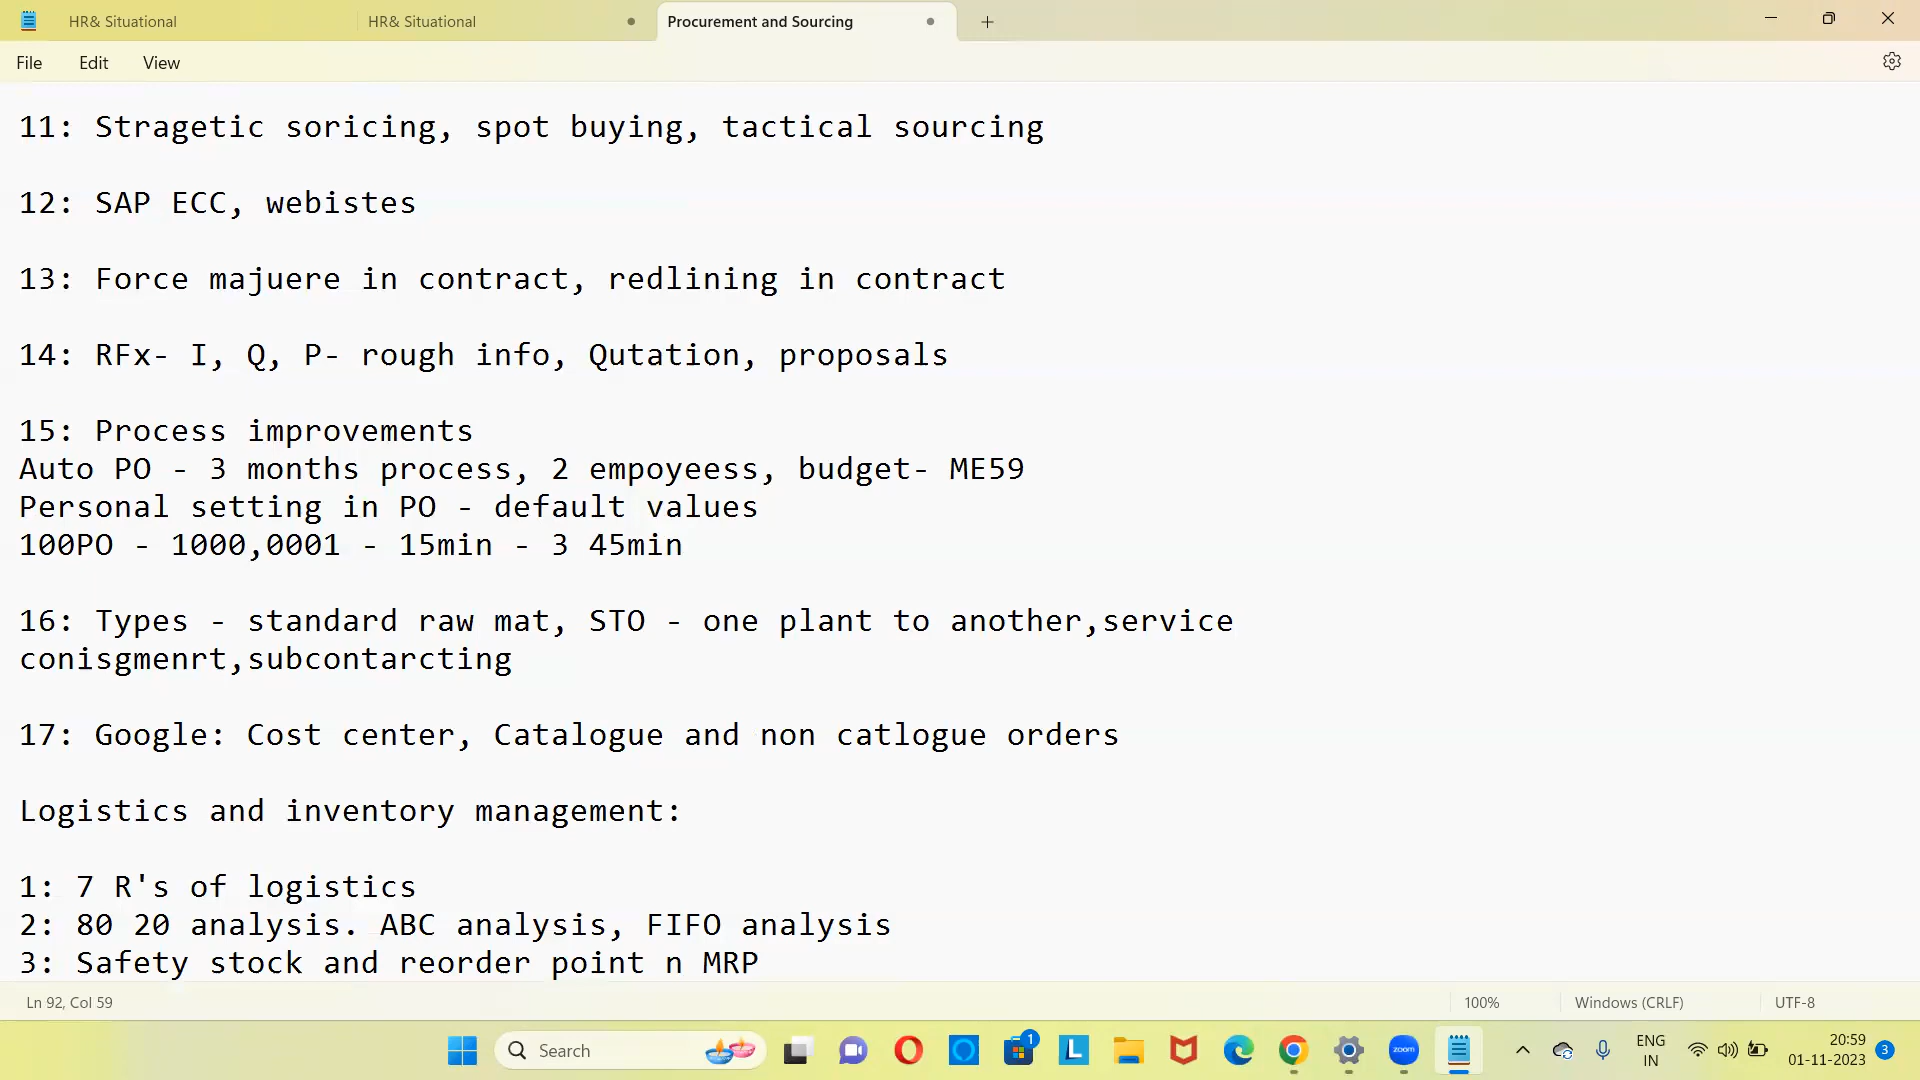 HR& Situational
HR& Situational
Procurement and Sourcing
File Edit View
11: Stragetic soricing, spot buying, tactical sourcing
12: SAP ECC, webistes
13: Force majuere in contract, redlining in contract
14: RFx- I, Q, P- rough info, Qutation, proposals
15: Process improvements
Auto PO - 3 months process, 2 empoyeess, budget- ME59
Personal setting in PO - default values
100PO - 1000,0001 - 15min - 3 45min
16: Types - standard raw mat, STO - one plant to another,service
conisgmenrt,subcontarcting
17: Google: Cost center, Catalogue and non catlogue orders
Logistics and inventory management:
1: 7 R's of logistics
2: 80 20 analysis. ABC analysis, FIFO analysis
3: Safety stock and reorder point n MRP
Ln 92, Col 59 100% Windows (CRLF) UTF-8
Search
1
L
zoom
ENG
IN
20:59
01-11-2023
3